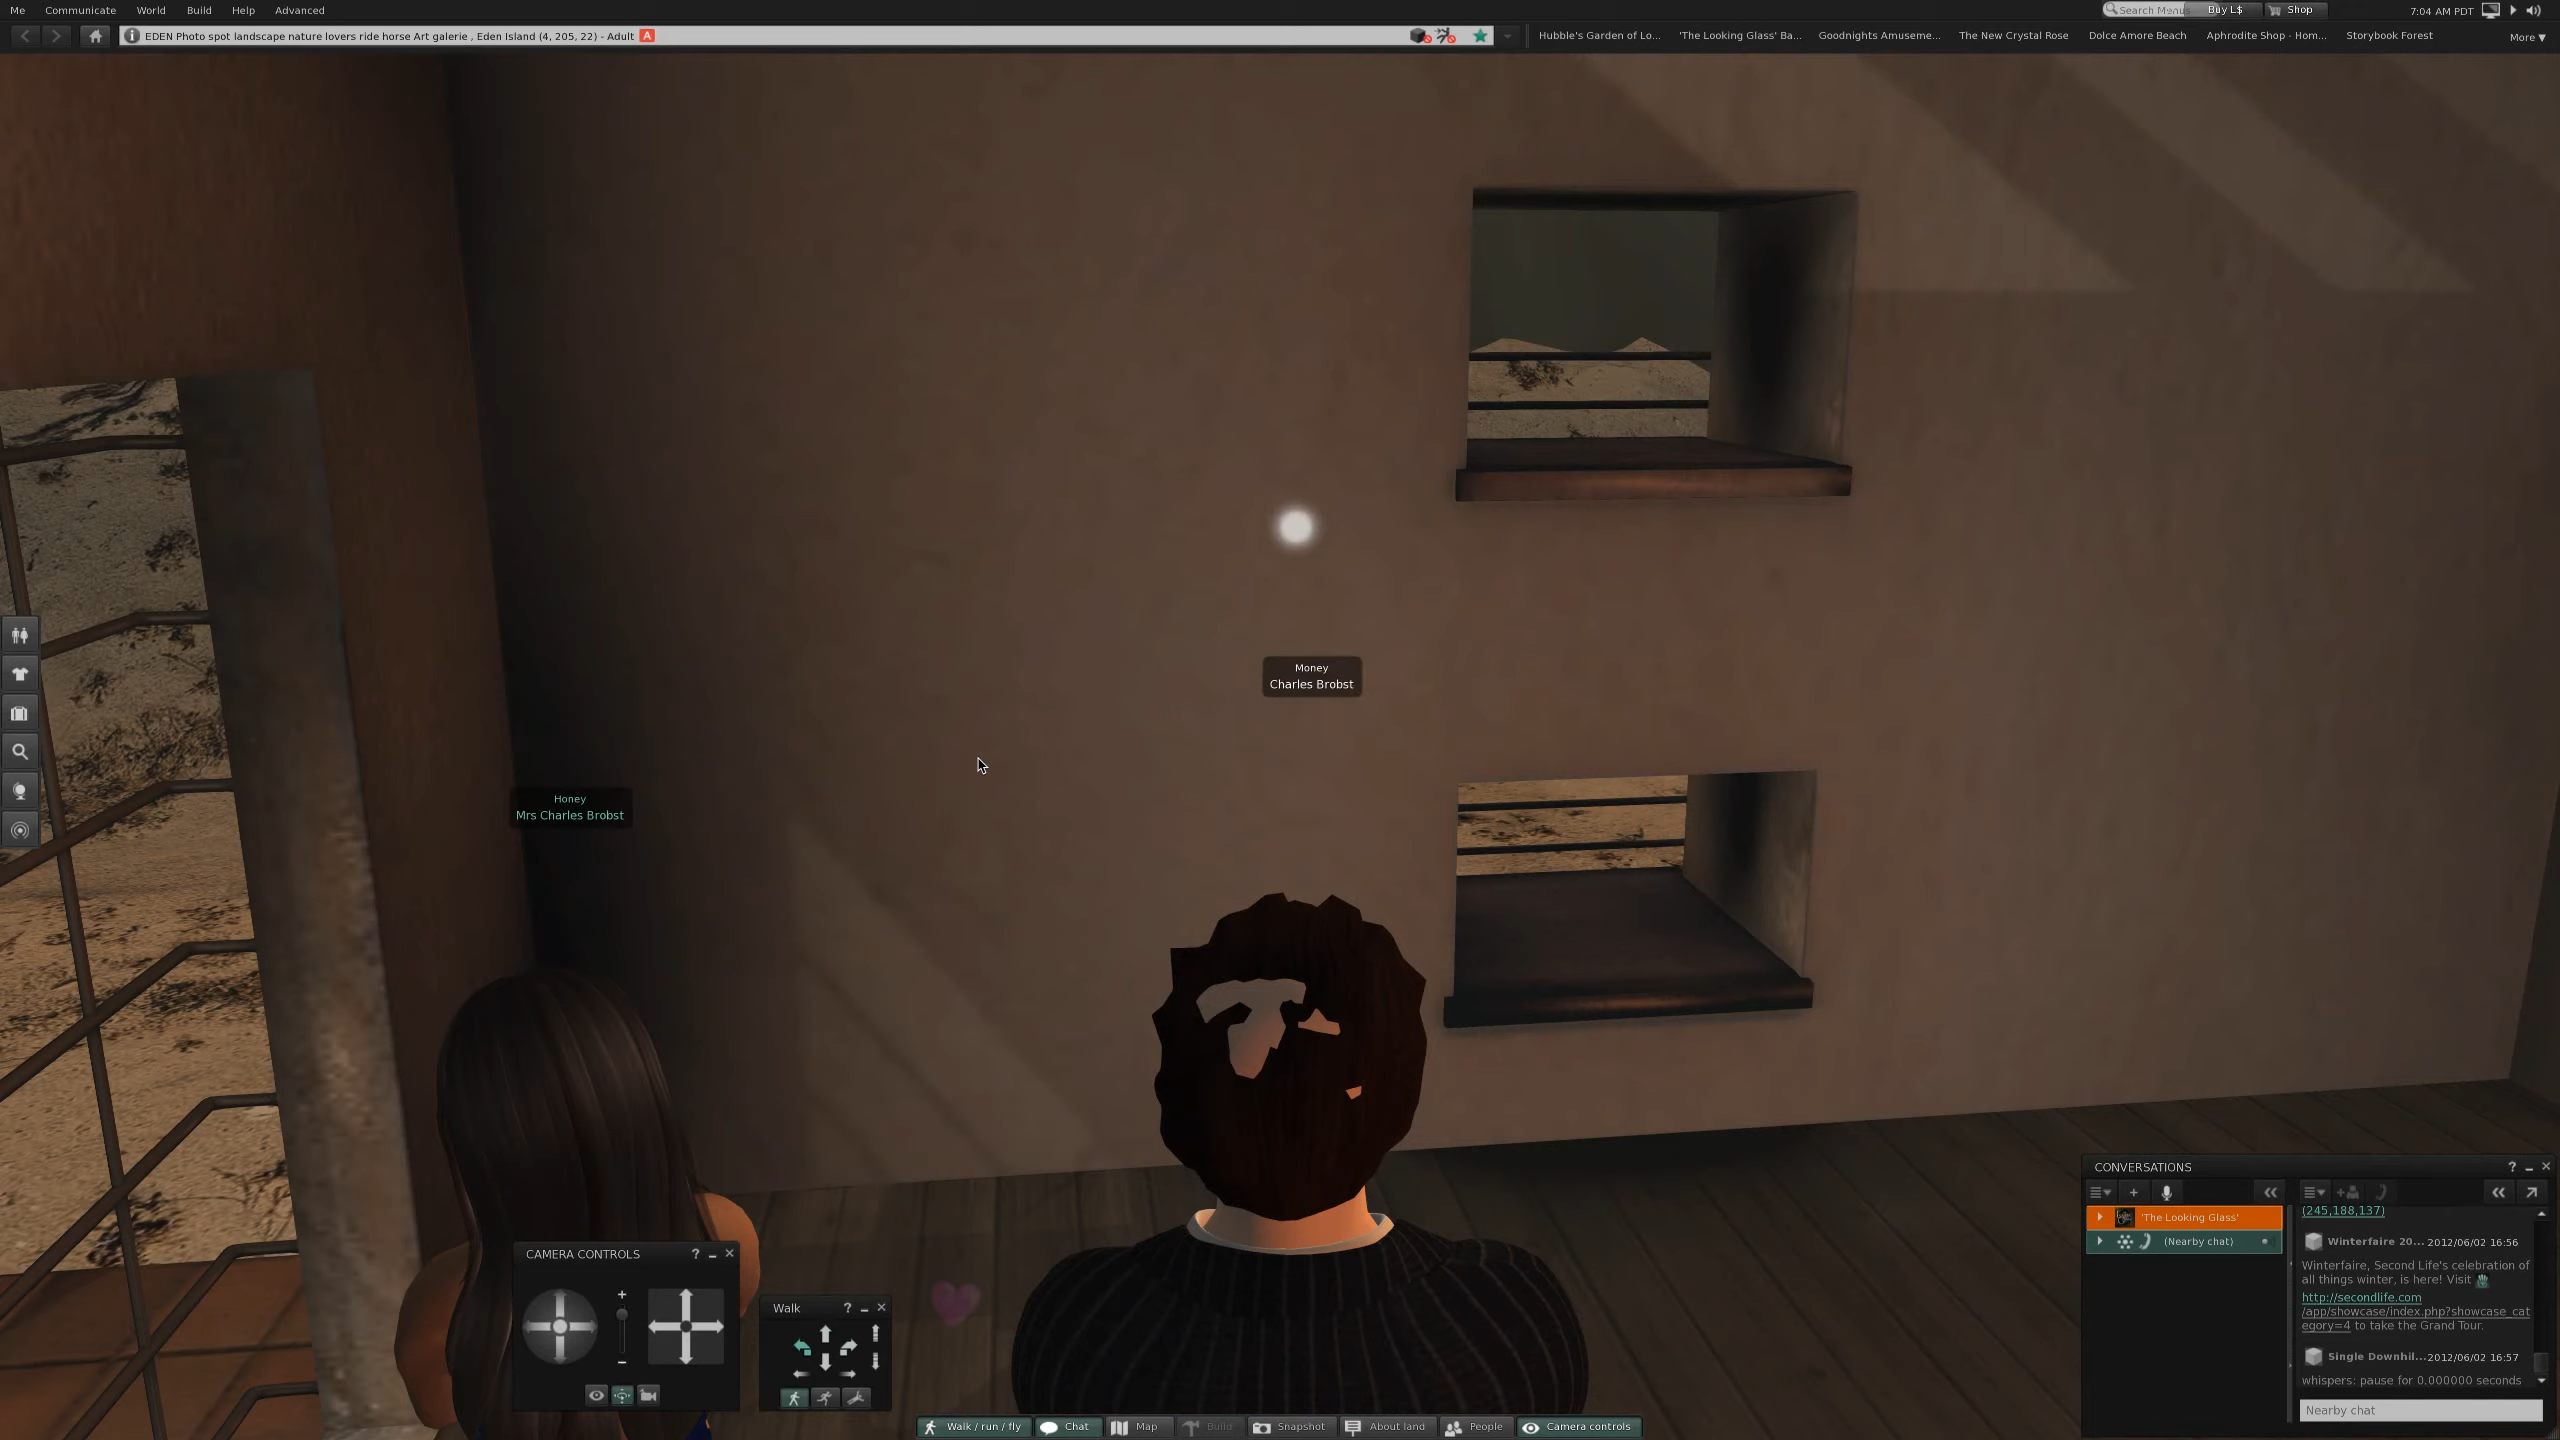 Me Communicate World Build Help Advanced
Search Menus Buy L$ Shop 7:04 AM PDT
EDEN Photo spot landscape nature lovers ride horse Art galerie , Eden Island (4, 205, 22) - Adult A
Hubble's Garden of Lo... 'The Looking Glass' Ba... Goodnights Amuseme... The New Crystal Rose Dolce Amore Beach Aphrodite Shop - Hom... Storybook Forest More ▼
Money
Charles Brobst
Honey
Mrs Charles Brobst
CAMERA CONTROLS ?
Walk ?
CONVERSATIONS ?
'The Looking Glass'
(Nearby chat)
(245,188,137)
Winterfaire 20... 2012/06/02 16:56
Winterfaire, Second Life's celebration of
all things winter, is here! Visit
http://secondlife.com
/app/showcase/index.php?showcase_cat
egory=4 to take the Grand Tour.
Single Downhil... 2012/06/02 16:57
whispers: pause for 0.000000 seconds
Nearby chat
Walk / run / fly Chat Map Build Snapshot About land People Camera controls